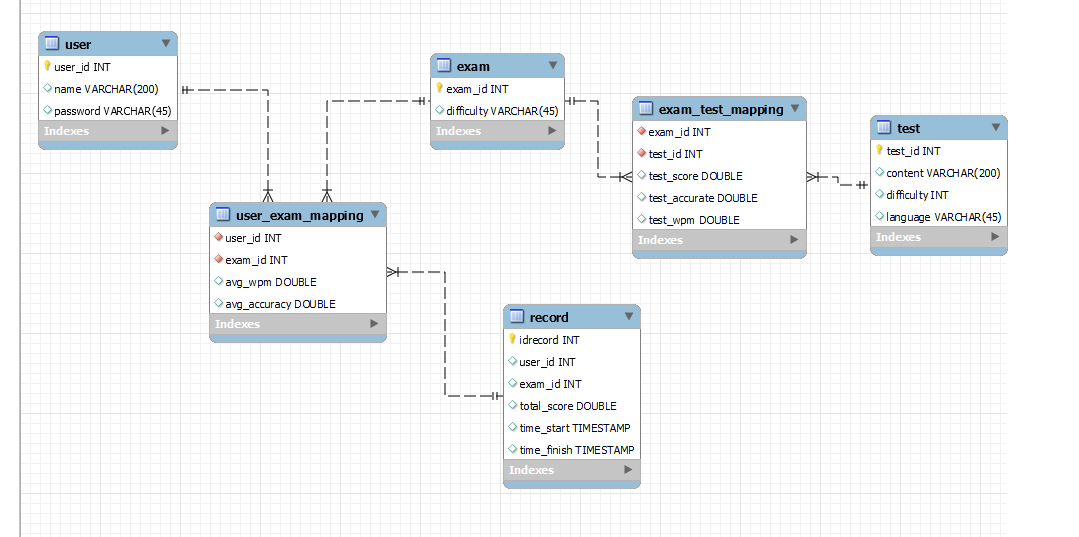 user
user_id INT
name VARCHAR(200)
password VARCHAR(45)
Indexes
exam
exam_id INT
difficulty VARCHAR(45)
Indexes
exam_test_mapping
exam_id INT
test_id INT
test_score DOUBLE
test_accurate DOUBLE
test_wpm DOUBLE
Indexes
test
test_id INT
content VARCHAR(200)
difficulty INT
language VARCHAR(45)
Indexes
user_exam_mapping
user_id INT
exam_id INT
avg_wpm DOUBLE
avg_accuracy DOUBLE
Indexes
record
idrecord INT
user_id INT
exam_id INT
total_score DOUBLE
time_start TIMESTAMP
time_finish TIMESTAMP
Indexes